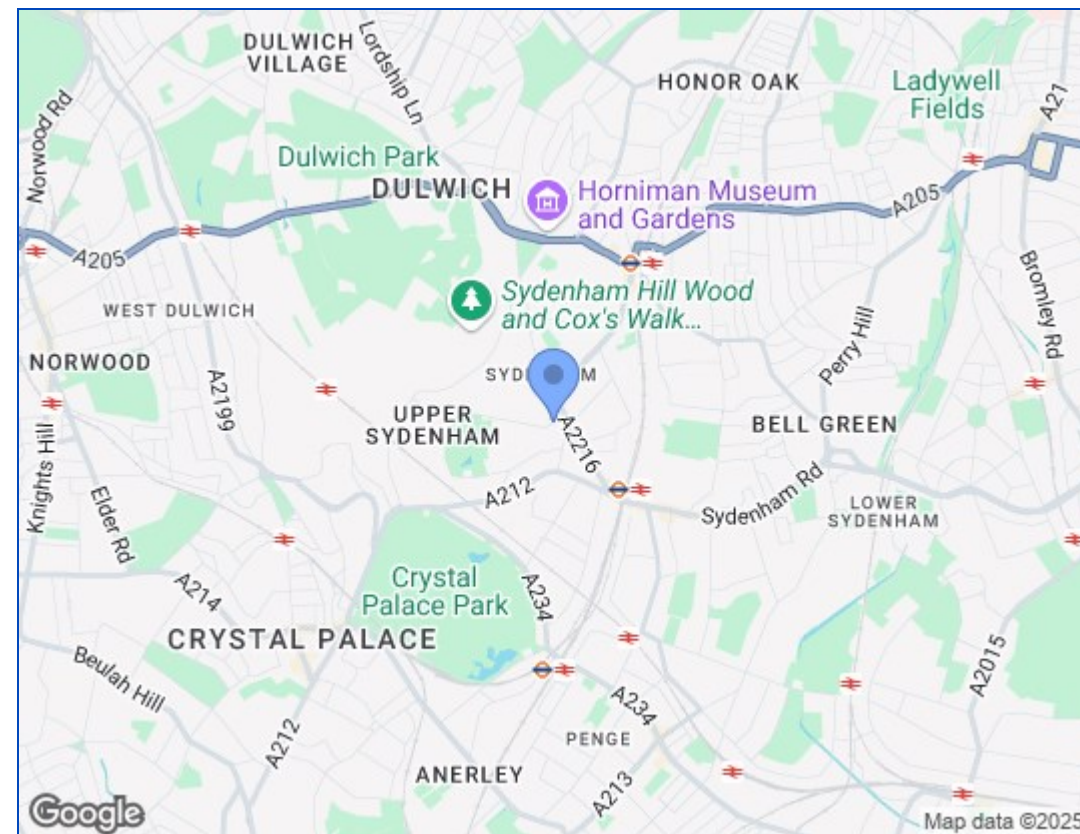 DULWICH
VILLAGE
Lordship Ln
HONOR OAK
Ladywell
Fields
A21
Norwood Rd
Dulwich Park
DULWICH
Horniman Museum
and Gardens
A205
A205
Sydenham Hill Wood
and Cox's Walk...
WEST DULWICH
Bromley Rd
NORWOOD
A2199
SYD
M
Perry Hill
UPPER
SYDENHAM
A2216
BELL GREEN
Knights Hill
Elder Rd
A212
Sydenham Rd
LOWER
SYDENHAM
A214
Crystal
Palace Park
A234
CRYSTAL PALACE
Beulah Hill
A212
A234
A2015
PENGE
ANERLEY
A213
Google
Map data ©2025